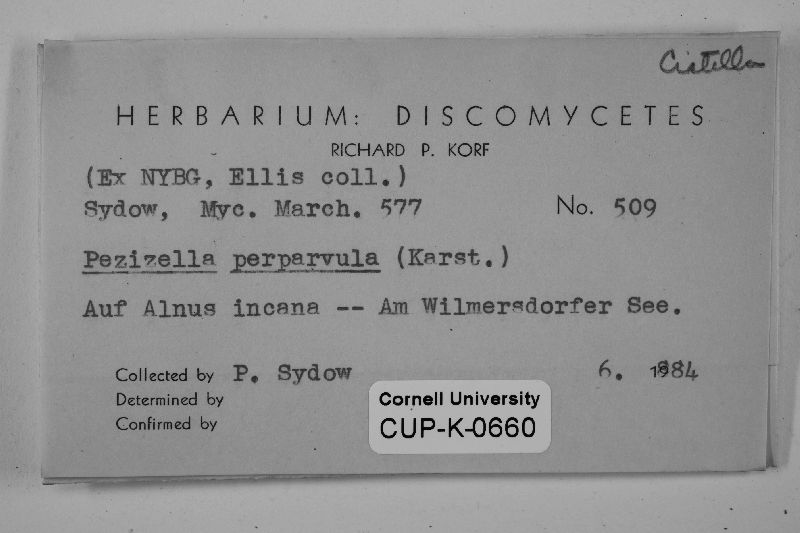 Cistella
HERBARIUM: DISCOMYCETES
RICHARD P. KORF
(Ex NYBG, Ellis coll.)
Sydow, Myc. March. 577 No. 509
Pezizella perparvula (Karst.)
Auf Alnus incana -- Am Wilmersdorfer See.
Collected by P. Sydow 6. 1884
Determined by
Confirmed by
Cornell University
CUP-K-0660